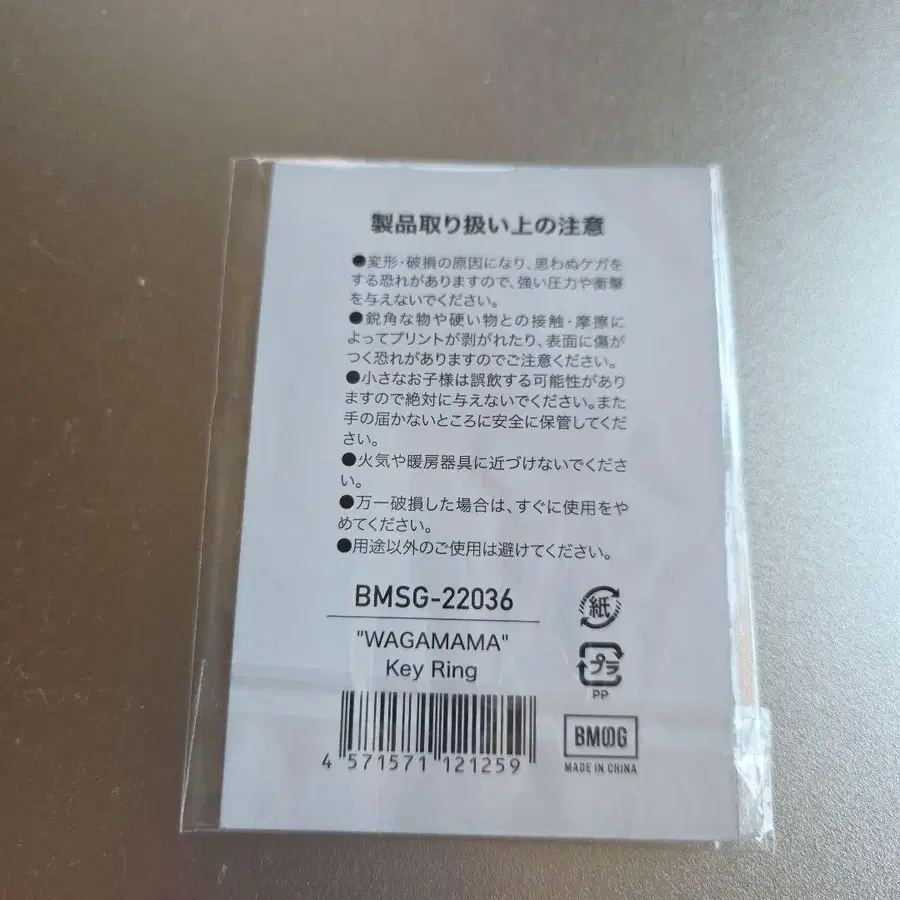 製品取り扱い上の注意
●変形・破損の原因になり、思わぬケガを
する恐れがありますので、強い圧力や衝撃
を与えないでください。
●鋭角な物や硬い物との接触・摩擦に
よってプリントが剥がれたり、表面に傷が
つく恐れがありますのでご注意ください。
●小さなお子様は誤飲する可能性があり
ますので絶対に与えないでください。また
手の届かないところに安全に保管してくだ
さい。
●火気や暖房器具に近づけないでくださ
い。
●万一破損した場合は、すぐに使用をや
めてください。
●用途以外のご使用は避けてください。
BMSG-22036
"WAGAMAMA"
Key Ring
4 571571 121259
紙
プラ
PP
BMSG
MADE IN CHINA